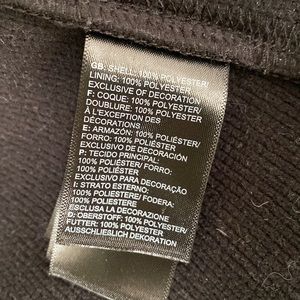 GB: SHELL: 100% POLYESTER/
LINING: 100% POLYESTER
EXCLUSIVE OF DECORATION
F: COQUE: 100% POLYESTER/
DOUBLURE: 100% POLYESTER
À L'EXCEPTION DES
DÉCORATIONS
E: ARMAZÓN: 100% POLIÉSTER/
FORRO: 100% POLIÉSTER
EXCLUSIVO DE DECORACIÓN
P: TECIDO PRINCIPAL:
100% POLIÉSTER/ FORRO:
100% POLIÉSTER
EXCLUSIVO PARA DECORAÇÃO
I: STRATO ESTERNO:
100% POLIESTERE/ FODERA:
100% POLIESTERE
ESCLUSA LA DECORAZIONE
D: OBERSTOFF: 100% POLYESTER/
FUTTER: 100% POLYESTER
AUSSCHLIEßLICH DEKORATION